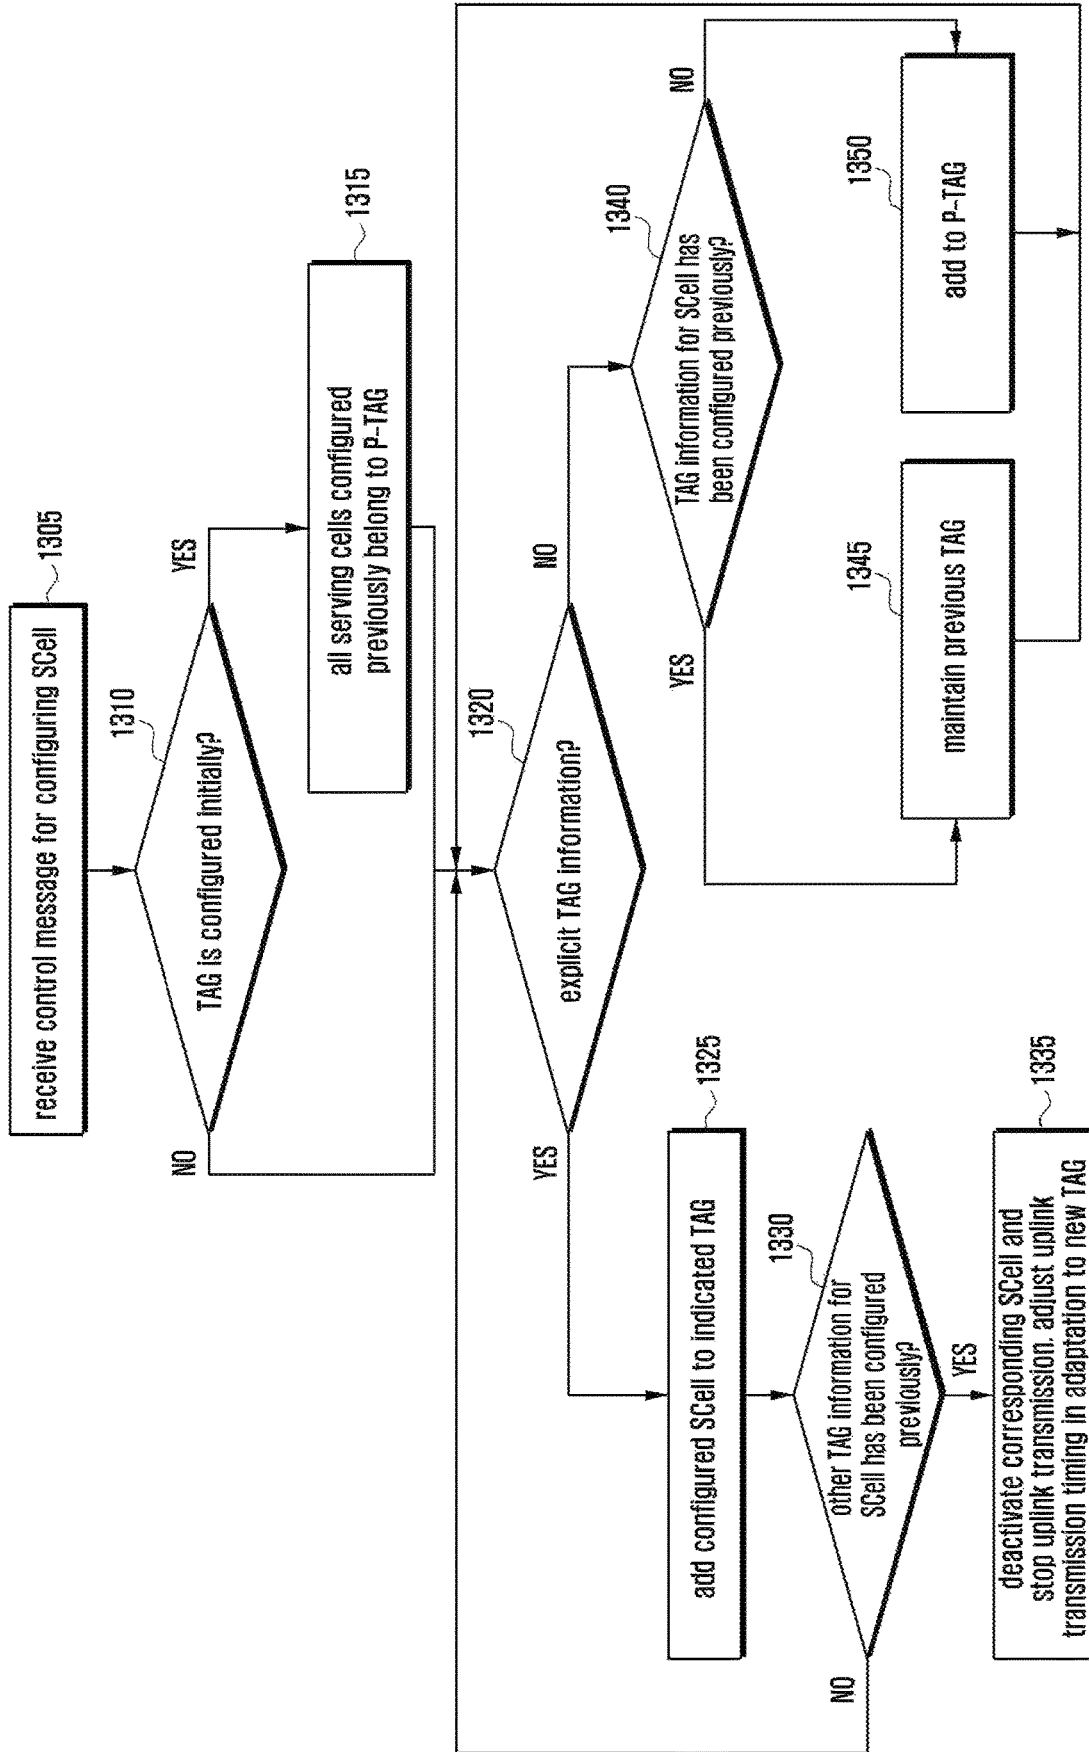 receive control message for configuring SCell
1305
TAG is configured initially?
1310
YES
NO
all serving cells configured
previously belong to P-TAG
1315
explicit TAG information?
1320
YES
NO
add configured SCell to indicated TAG
1325
other TAG information for
SCell has been configured
previously?
1330
NO
YES
deactivate corresponding SCell and
stop uplink transmission. adjust uplink
transmission timing in adaptation to new TAG
1335
TAG information for SCell has
been configured previously?
1340
YES
NO
maintain previous TAG
1345
add to P-TAG
1350